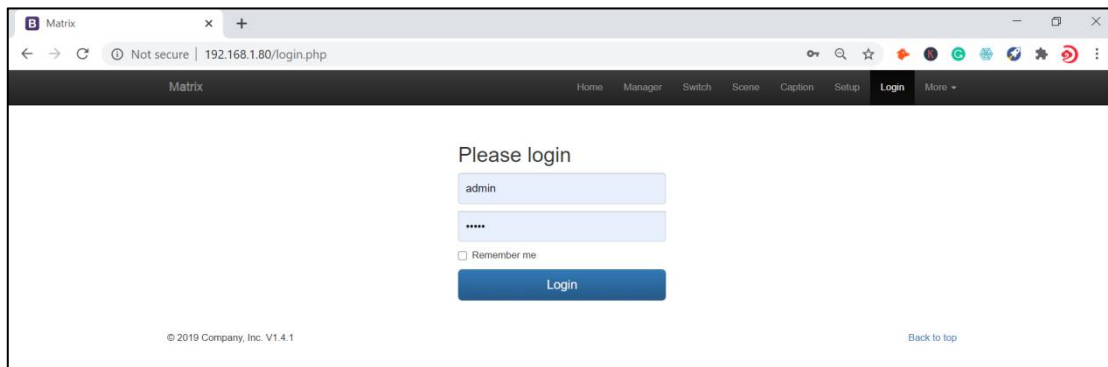 Matrix
Not secure | 192.168.1.80/login.php
Matrix Home Manager Switch Scene Caption Setup Login More
Please login
admin
•••••
Remember me
Login
© 2019 Company, Inc. V1.4.1 Back to top